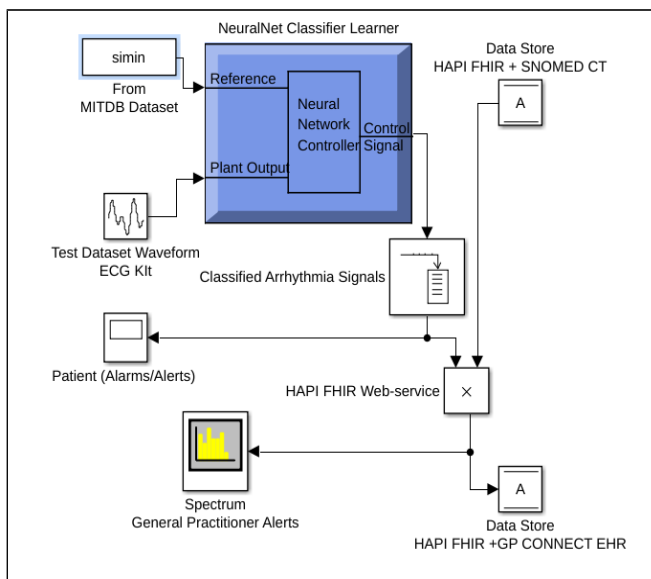 NeuralNet Classifier Learner
simin
From
MITDB Dataset
Reference
Neural
Network
Controller
Control
Signal
Plant Output
Data Store
HAPI FHIR + SNOMED CT
A
Test Dataset Waveform
ECG KIt
Classified Arrhythmia Signals
Patient (Alarms/Alerts)
HAPI FHIR Web-service
×
Spectrum
General Practitioner Alerts
A
Data Store
HAPI FHIR +GP CONNECT EHR